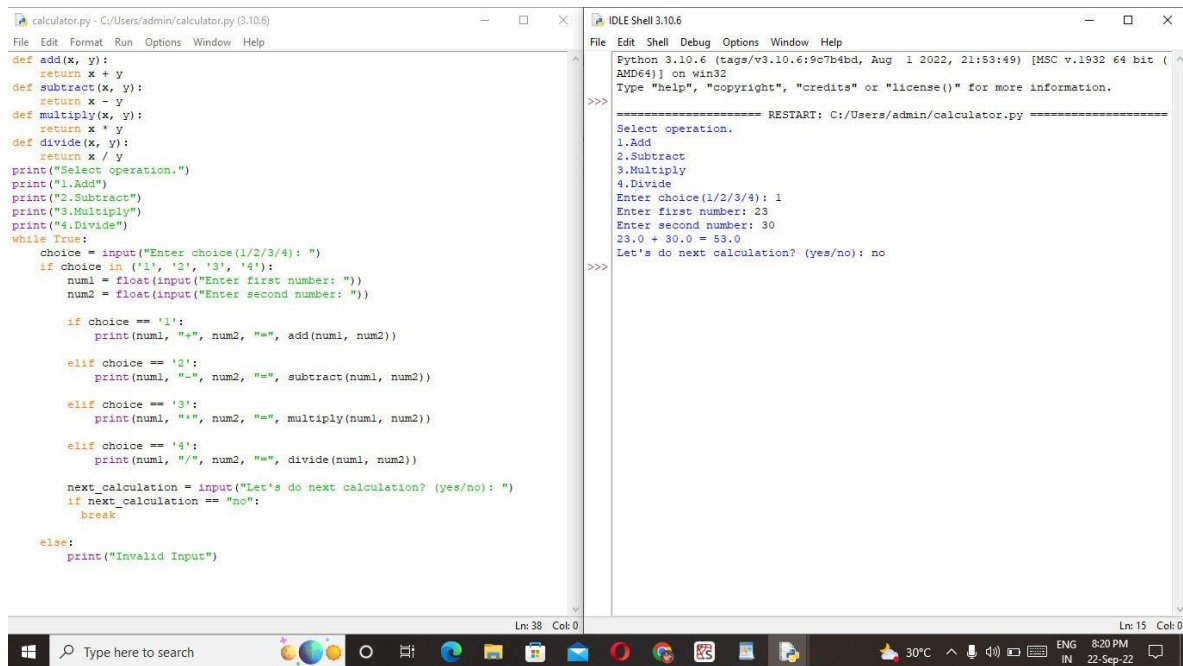 calculator.py - C:/Users/admin/calculator.py (3.10.6)
File Edit Format Run Options Window Help
def add(x, y):
    return x + y
def subtract(x, y):
    return x - y
def multiply(x, y):
    return x * y
def divide(x, y):
    return x / y
print("Select operation.")
print("1.Add")
print("2.Subtract")
print("3.Multiply")
print("4.Divide")
while True:
    choice = input("Enter choice(1/2/3/4): ")
    if choice in ('1', '2', '3', '4'):
        num1 = float(input("Enter first number: "))
        num2 = float(input("Enter second number: "))
        if choice == '1':
            print(num1, "+", num2, "=", add(num1, num2))
        elif choice == '2':
            print(num1, "-", num2, "=", subtract(num1, num2))
        elif choice == '3':
            print(num1, "*", num2, "=", multiply(num1, num2))
        elif choice == '4':
            print(num1, "/", num2, "=", divide(num1, num2))
        next_calculation = input("Let's do next calculation? (yes/no): ")
        if next_calculation == "no":
          break
    else:
        print("Invalid Input")
Ln: 38 Col: 0
IDLE Shell 3.10.6
File Edit Shell Debug Options Window Help
Python 3.10.6 (tags/v3.10.6:9c7b4bd, Aug  1 2022, 21:53:49) [MSC v.1932 64 bit (
AMD64)] on win32
Type "help", "copyright", "credits" or "license()" for more information.
>>>
===================== RESTART: C:/Users/admin/calculator.py ====================
Select operation.
1.Add
2.Subtract
3.Multiply
4.Divide
Enter choice(1/2/3/4): 1
Enter first number: 23
Enter second number: 30
23.0 + 30.0 = 53.0
Let's do next calculation? (yes/no): no
>>>
Ln: 15 Col: 0
Type here to search
30°C
ENG
IN
8:20 PM
22-Sep-22